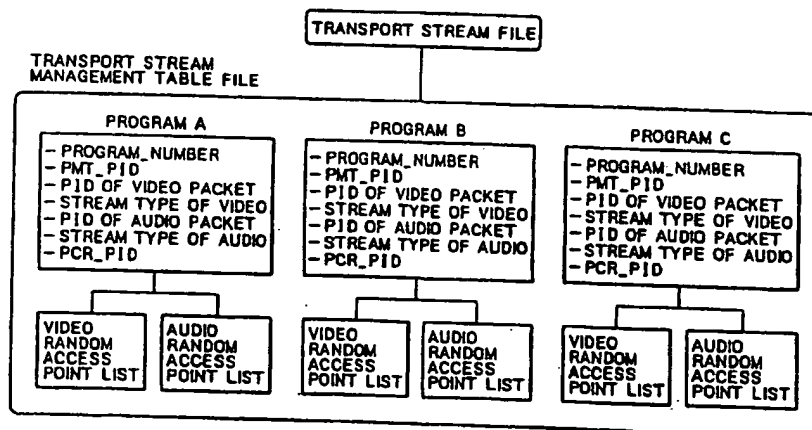 TRANSPORT STREAM FILE
TRANSPORT STREAM
MANAGEMENT TABLE FILE
PROGRAM A
- PROGRAM_NUMBER
- PMT_PID
- PID OF VIDEO PACKET
- STREAM TYPE OF VIDEO
- PID OF AUDIO PACKET
- STREAM TYPE OF AUDIO
- PCR_PID
VIDEO
RANDOM
ACCESS
POINT LIST
AUDIO
RANDOM
ACCESS
POINT LIST
PROGRAM B
- PROGRAM_NUMBER
- PMT_PID
- PID OF VIDEO PACKET
- STREAM TYPE OF VIDEO
- PID OF AUDIO PACKET
- STREAM TYPE OF AUDIO
- PCR_PID
VIDEO
RANDOM
ACCESS
POINT LIST
AUDIO
RANDOM
ACCESS
POINT LIST
PROGRAM C
- PROGRAM_NUMBER
- PMT_PID
- PID OF VIDEO PACKET
- STREAM TYPE OF VIDEO
- PID OF AUDIO PACKET
- STREAM TYPE OF AUDIO
- PCR_PID
VIDEO
RANDOM
ACCESS
POINT LIST
AUDIO
RANDOM
ACCESS
POINT LIST